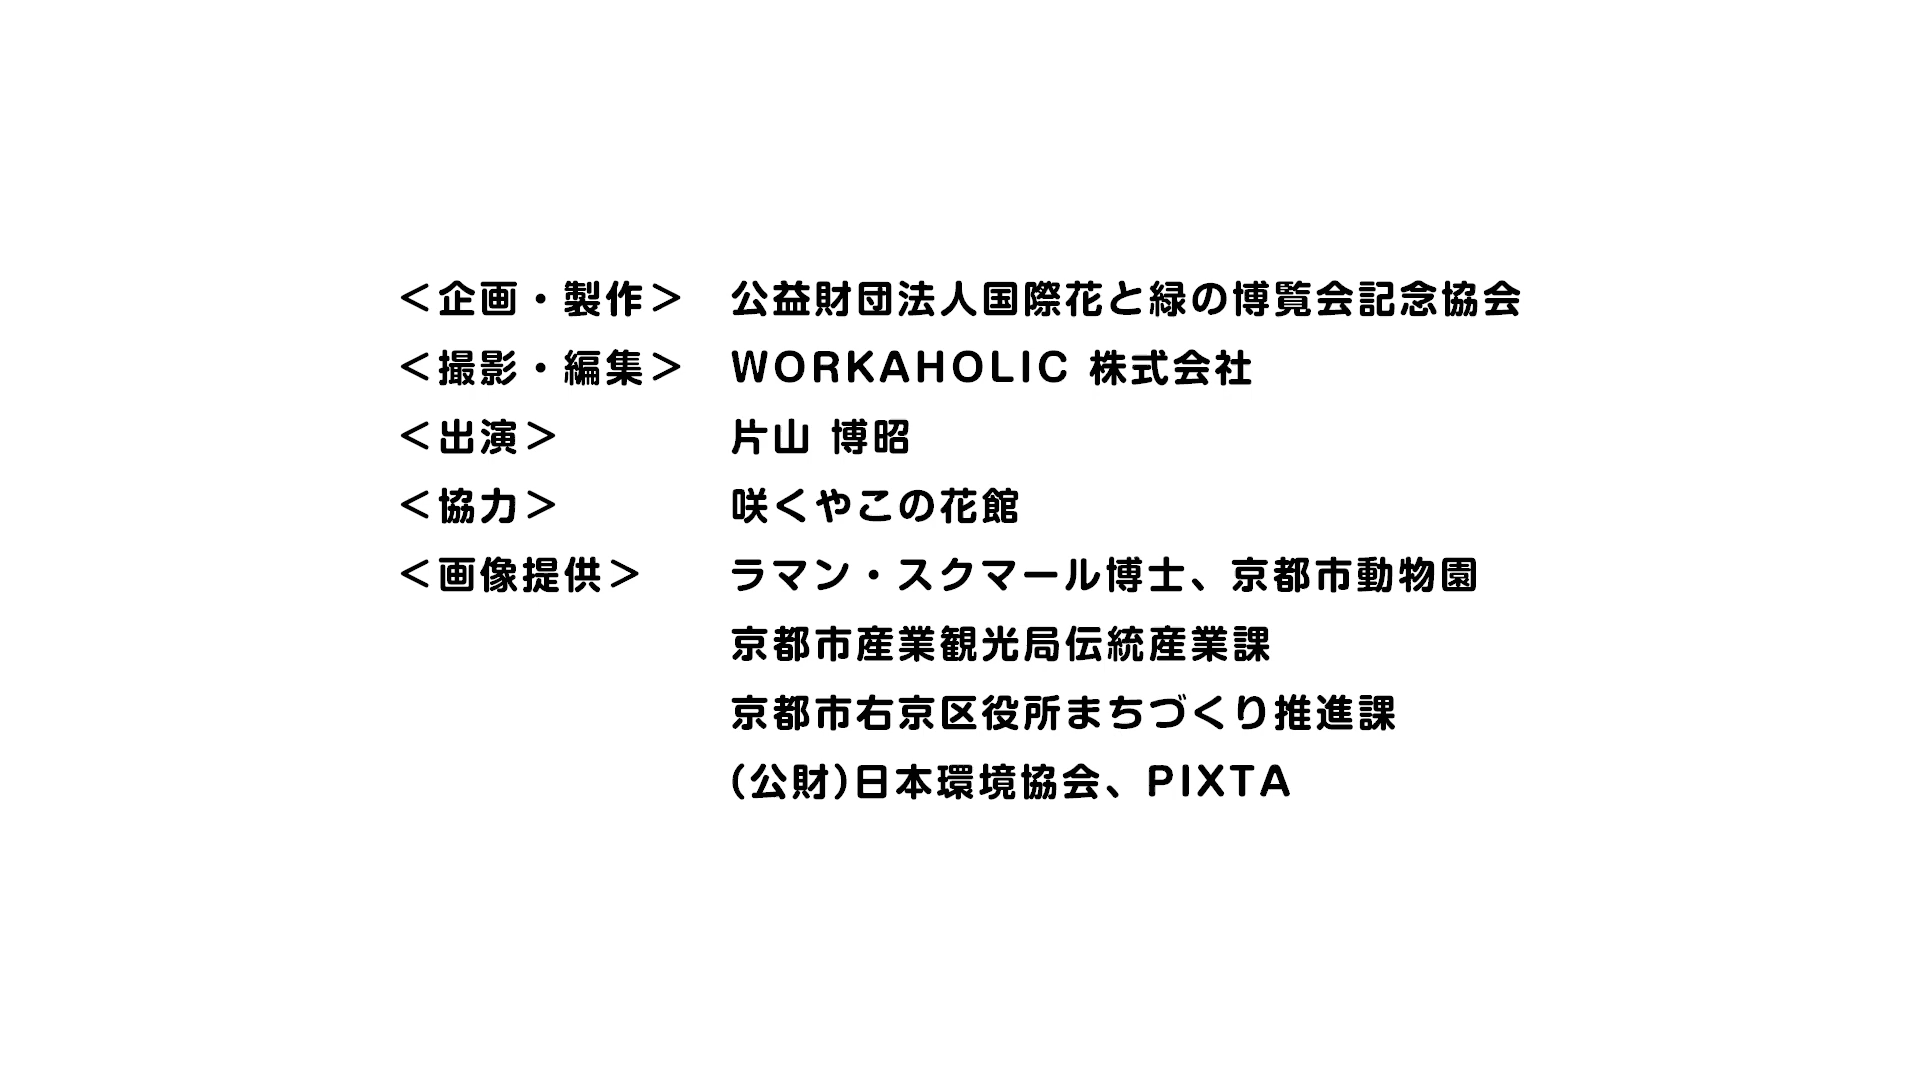 ＜企画・製作＞ 公益財団法人国際花と緑の博覧会記念協会
＜撮影・編集＞ WORKAHOLIC 株式会社
＜出演＞ 片山 博昭
＜協力＞ 咲くやこの花館
＜画像提供＞ ラマン・スクマール博士、京都市動物園
京都市産業観光局伝統産業課
京都市右京区役所まちづくり推進課
(公財)日本環境協会、PIXTA